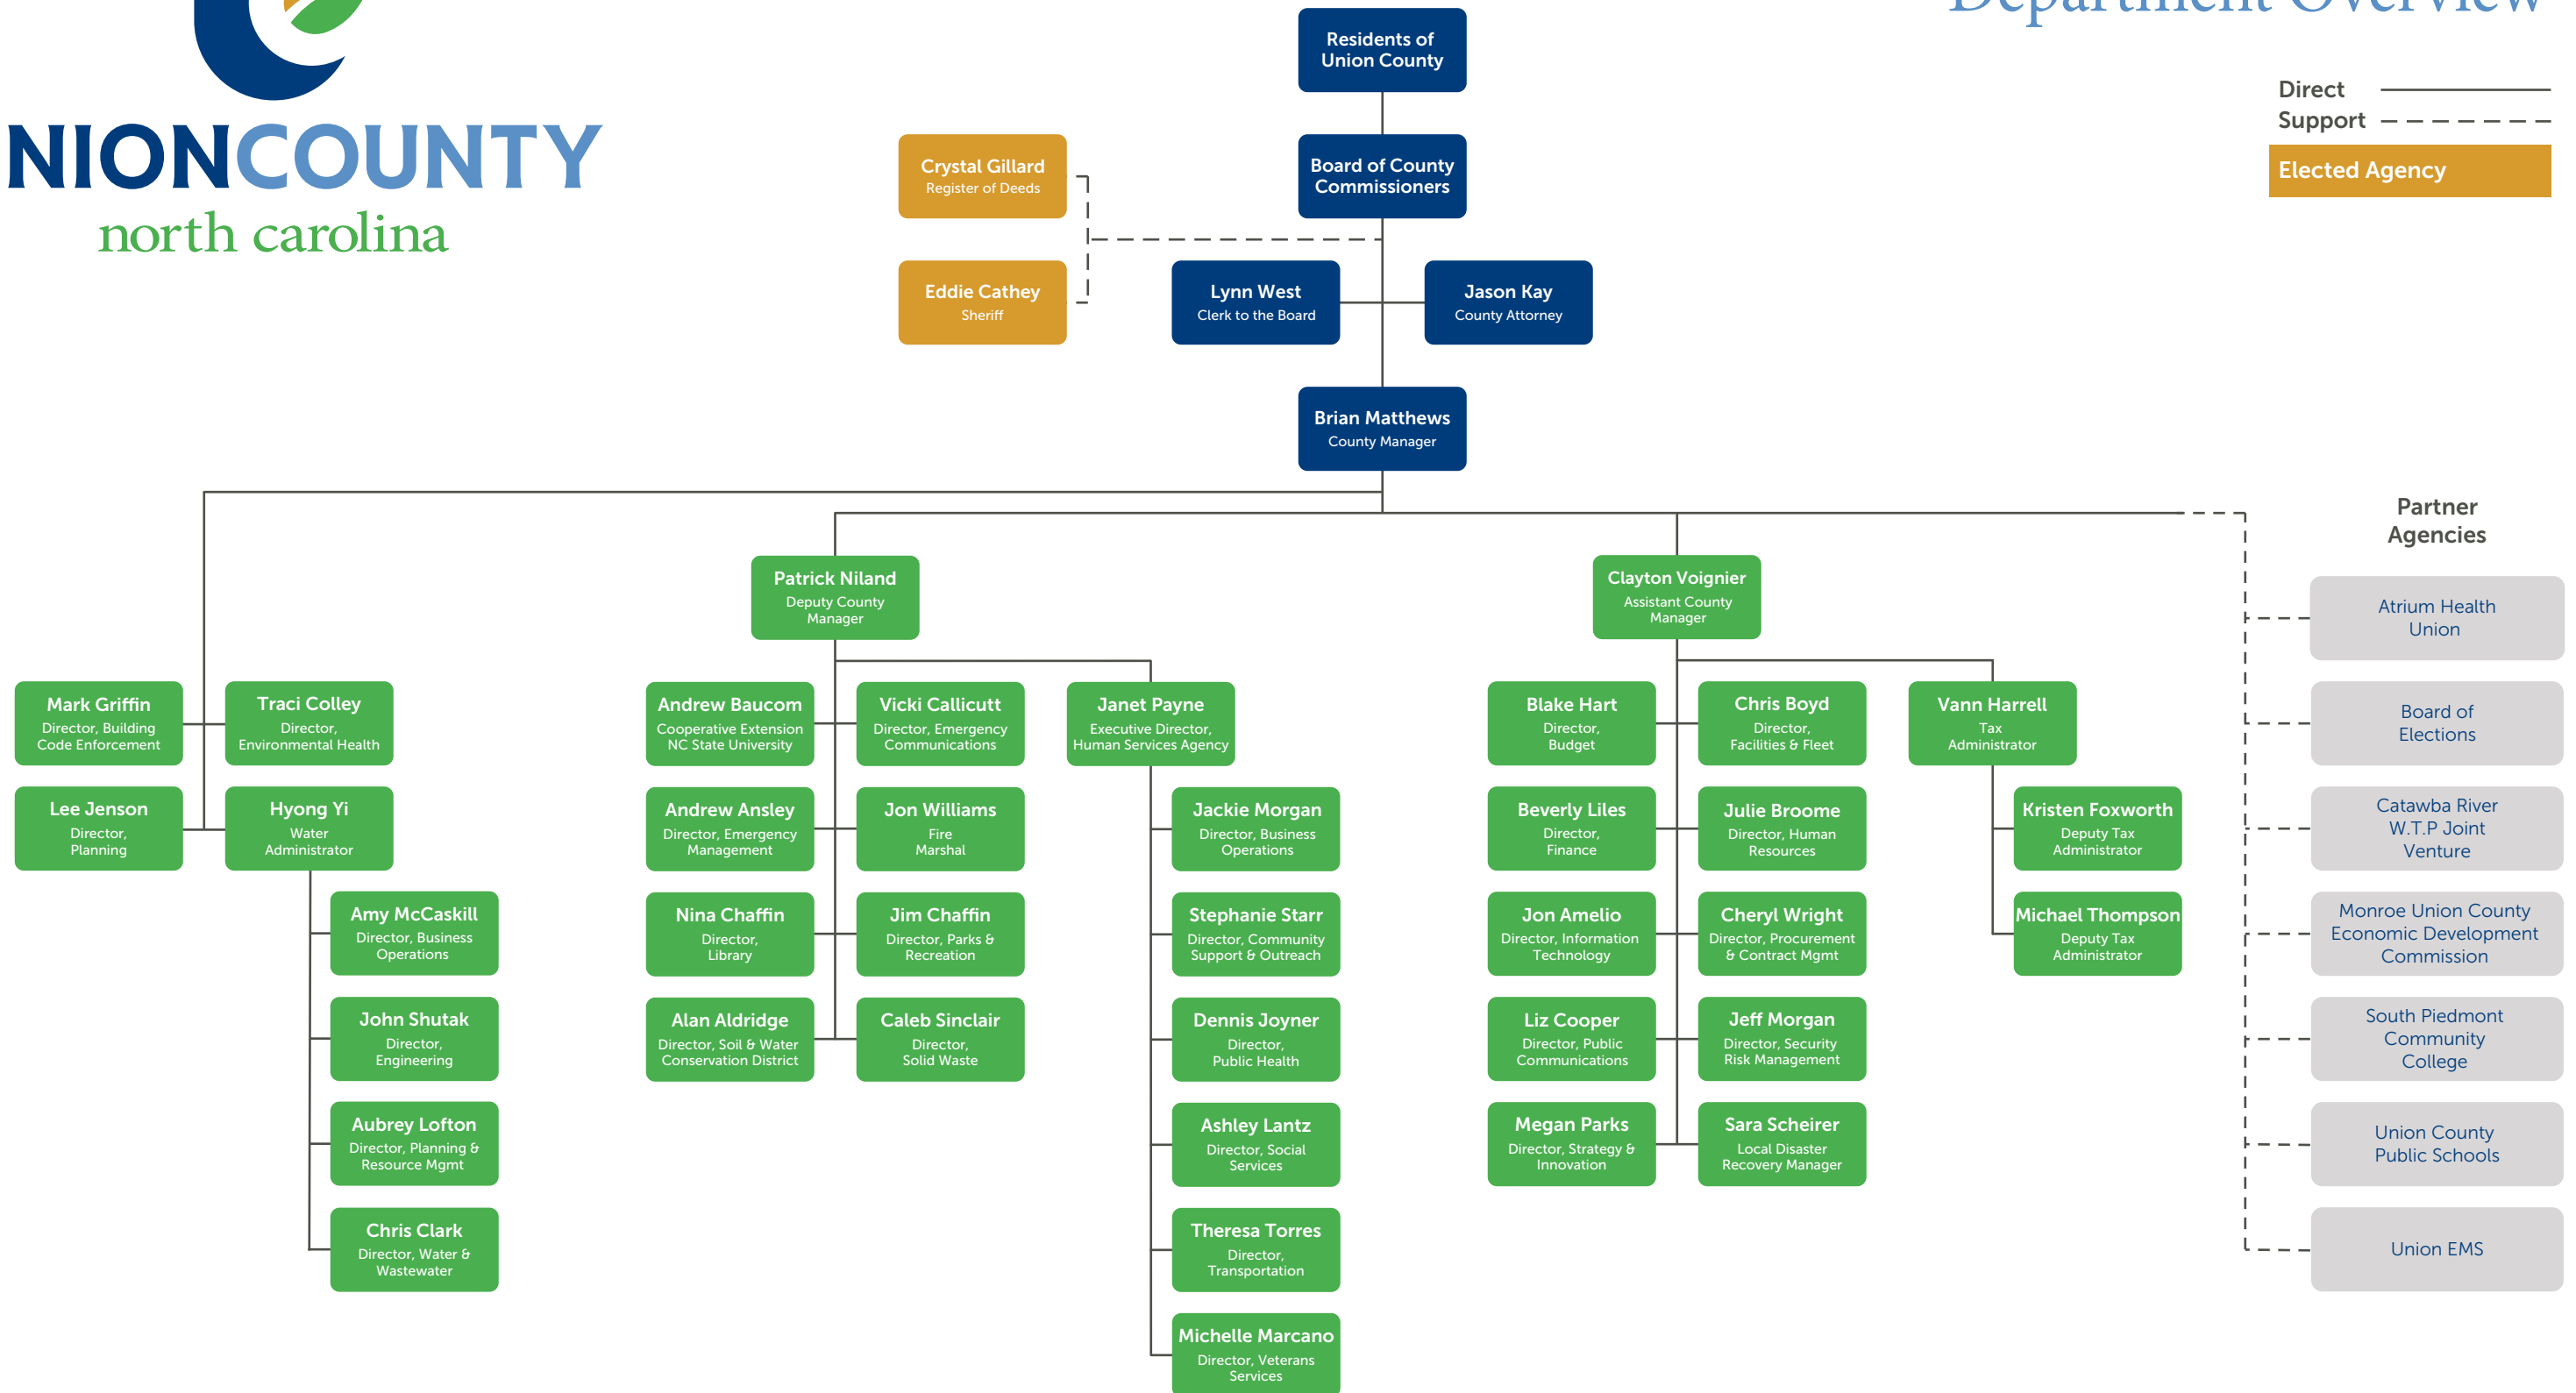 Department Overview
NIONCOUNTY
north carolina
Direct
Support
Elected Agency
Residents of
Union County
Board of County
Commissioners
Crystal Gillard
Register of Deeds
Eddie Cathey
Sheriff
Lynn West
Clerk to the Board
Jason Kay
County Attorney
Brian Matthews
County Manager
Mark Griffin
Director, Building
Code Enforcement
Traci Colley
Director,
Environmental Health
Lee Jenson
Director,
Planning
Hyong Yi
Water
Administrator
Amy McCaskill
Director, Business
Operations
John Shutak
Director,
Engineering
Aubrey Lofton
Director, Planning &
Resource Mgmt
Chris Clark
Director, Water &
Wastewater
Patrick Niland
Deputy County
Manager
Andrew Baucom
Cooperative Extension
NC State University
Vicki Callicutt
Director, Emergency
Communications
Andrew Ansley
Director, Emergency
Management
Jon Williams
Fire
Marshal
Nina Chaffin
Director,
Library
Jim Chaffin
Director, Parks &
Recreation
Alan Aldridge
Director, Soil & Water
Conservation District
Caleb Sinclair
Director,
Solid Waste
Janet Payne
Executive Director,
Human Services Agency
Jackie Morgan
Director, Business
Operations
Stephanie Starr
Director, Community
Support & Outreach
Dennis Joyner
Director,
Public Health
Ashley Lantz
Director, Social
Services
Theresa Torres
Director,
Transportation
Michelle Marcano
Director, Veterans
Services
Clayton Voignier
Assistant County
Manager
Blake Hart
Director,
Budget
Chris Boyd
Director,
Facilities & Fleet
Beverly Liles
Director,
Finance
Julie Broome
Director, Human
Resources
Jon Amelio
Director, Information
Technology
Cheryl Wright
Director, Procurement
& Contract Mgmt
Liz Cooper
Director, Public
Communications
Jeff Morgan
Director, Security
Risk Management
Megan Parks
Director, Strategy &
Innovation
Sara Scheirer
Local Disaster
Recovery Manager
Vann Harrell
Tax
Administrator
Kristen Foxworth
Deputy Tax
Administrator
Michael Thompson
Deputy Tax
Administrator
Partner
Agencies
Atrium Health
Union
Board of
Elections
Catawba River
W.T.P Joint
Venture
Monroe Union County
Economic Development
Commission
South Piedmont
Community
College
Union County
Public Schools
Union EMS